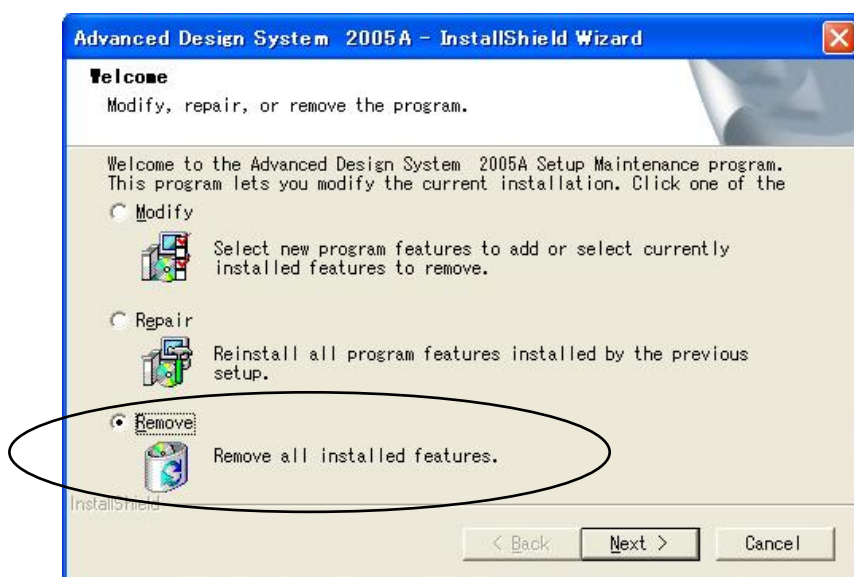 Advanced Design System 2005A - InstallShield Wizard
Welcome
Modify, repair, or remove the program.
Welcome to the Advanced Design System 2005A Setup Maintenance program.
This program lets you modify the current installation. Click one of the
Modify
Select new program features to add or select currently
installed features to remove.
Repair
Reinstall all program features installed by the previous
setup.
Remove
Remove all installed features.
InstallShield
< Back Next > Cancel